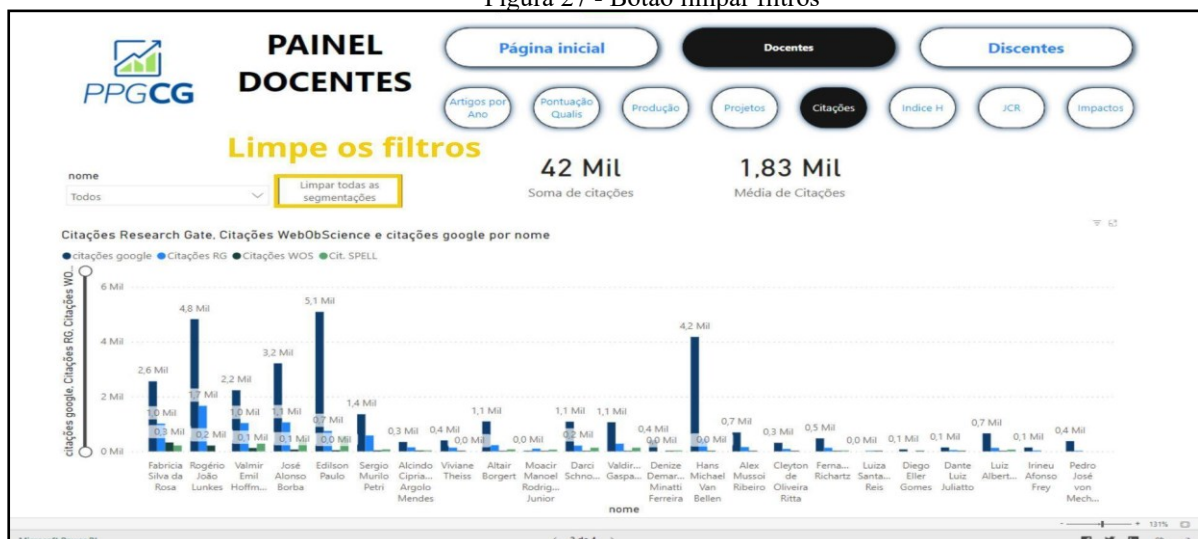 Figura 27 - Botão limpar filtros
PPGCG
PAINEL
DOCENTES
Página inicial
Docentes
Discentes
Artigos por
Ano
Pontuação
Qualis
Produção
Projetos
Citações
Indice H
JCR
Impactos
Limpe os filtros
nome
Todos
Limpar todas as
segmentações
42 Mil
Soma de citações
1,83 Mil
Média de Citações
Citações Research Gate, Citações WebObScience e citações google por nome
citações google Citações RG Citações WOS Cit. SPELL
citações google, Citações RG, Citações WO...
6 Mil
4 Mil
2 Mil
0 Mil
2,6 Mil
1,0 Mil
0,3 Mil
4,8 Mil
1,7 Mil
0,2 Mil
2,2 Mil
1,0 Mil
0,1 Mil
3,2 Mil
1,1 Mil
0,1 Mil
5,1 Mil
0,7 Mil
0,0 Mil
1,4 Mil
0,3 Mil
0,4 Mil
0,0 Mil
1,1 Mil
0,0 Mil
1,1 Mil
0,2 Mil
1,1 Mil
0,4 Mil
0,0 Mil
4,2 Mil
0,0 Mil
0,7 Mil
0,3 Mil
0,5 Mil
0,0 Mil
0,1 Mil
0,1 Mil
0,7 Mil
0,1 Mil
0,4 Mil
Fabricia
Silva da
Rosa
Rogério
João
Lunkes
Valmir
Emil
Hoffm...
José
Alonso
Borba
Edilson
Paulo
Sergio
Murilo
Petri
Alcindo
Cipria...
Argolo
Mendes
Viviane
Theiss
Altair
Borgert
Moacir
Manoel
Rodrig...
Junior
Darci
Schno...
Valdir...
Gaspa...
Denize
Demar...
Minatti
Ferreira
Hans
Michael
Van
Bellen
Alex
Mussoi
Ribeiro
Cleyton
de
Oliveira
Ritta
Ferna...
Richartz
Luiza
Santa...
Reis
Diego
Eller
Gomes
Dante
Luiz
Juliatto
Luiz
Albert...
Irineu
Afonso
Frey
Pedro
José
von
Mech...
nome
- + 131%